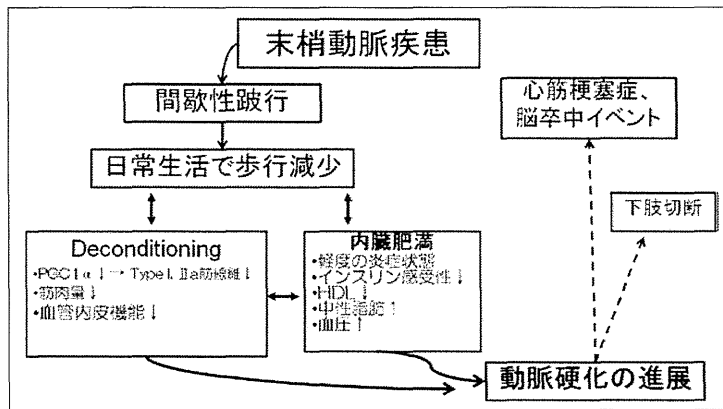 末梢動脈疾患
間歇性跛行
日常生活で歩行減少
Deconditioning
•PGC1α↓→ TypeⅠ, Ⅱa筋線維↓
•筋肉量↓
•血管内皮機能↓
内臓肥満
•軽度の炎症状態
•インスリン感受性↓
•HDL↓
•中性脂肪↑
•血圧↑
心筋梗塞症、
脳卒中イベント
下肢切断
動脈硬化の進展